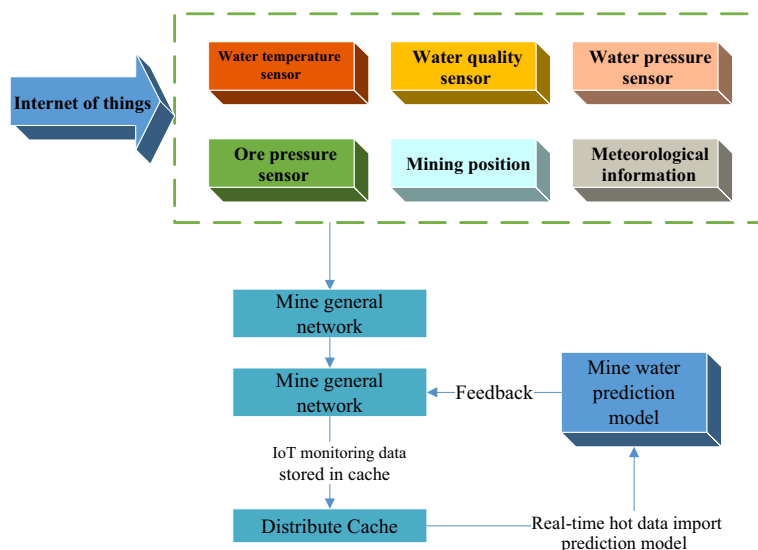 Internet of things
Water temperature
sensor
Water quality
sensor
Water pressure
sensor
Ore pressure
sensor
Mining position
Meteorological
information
Mine general
network
Mine general
network
Feedback
Mine water
prediction
model
IoT monitoring data
stored in cache
Distribute Cache
Real-time hot data import
prediction model